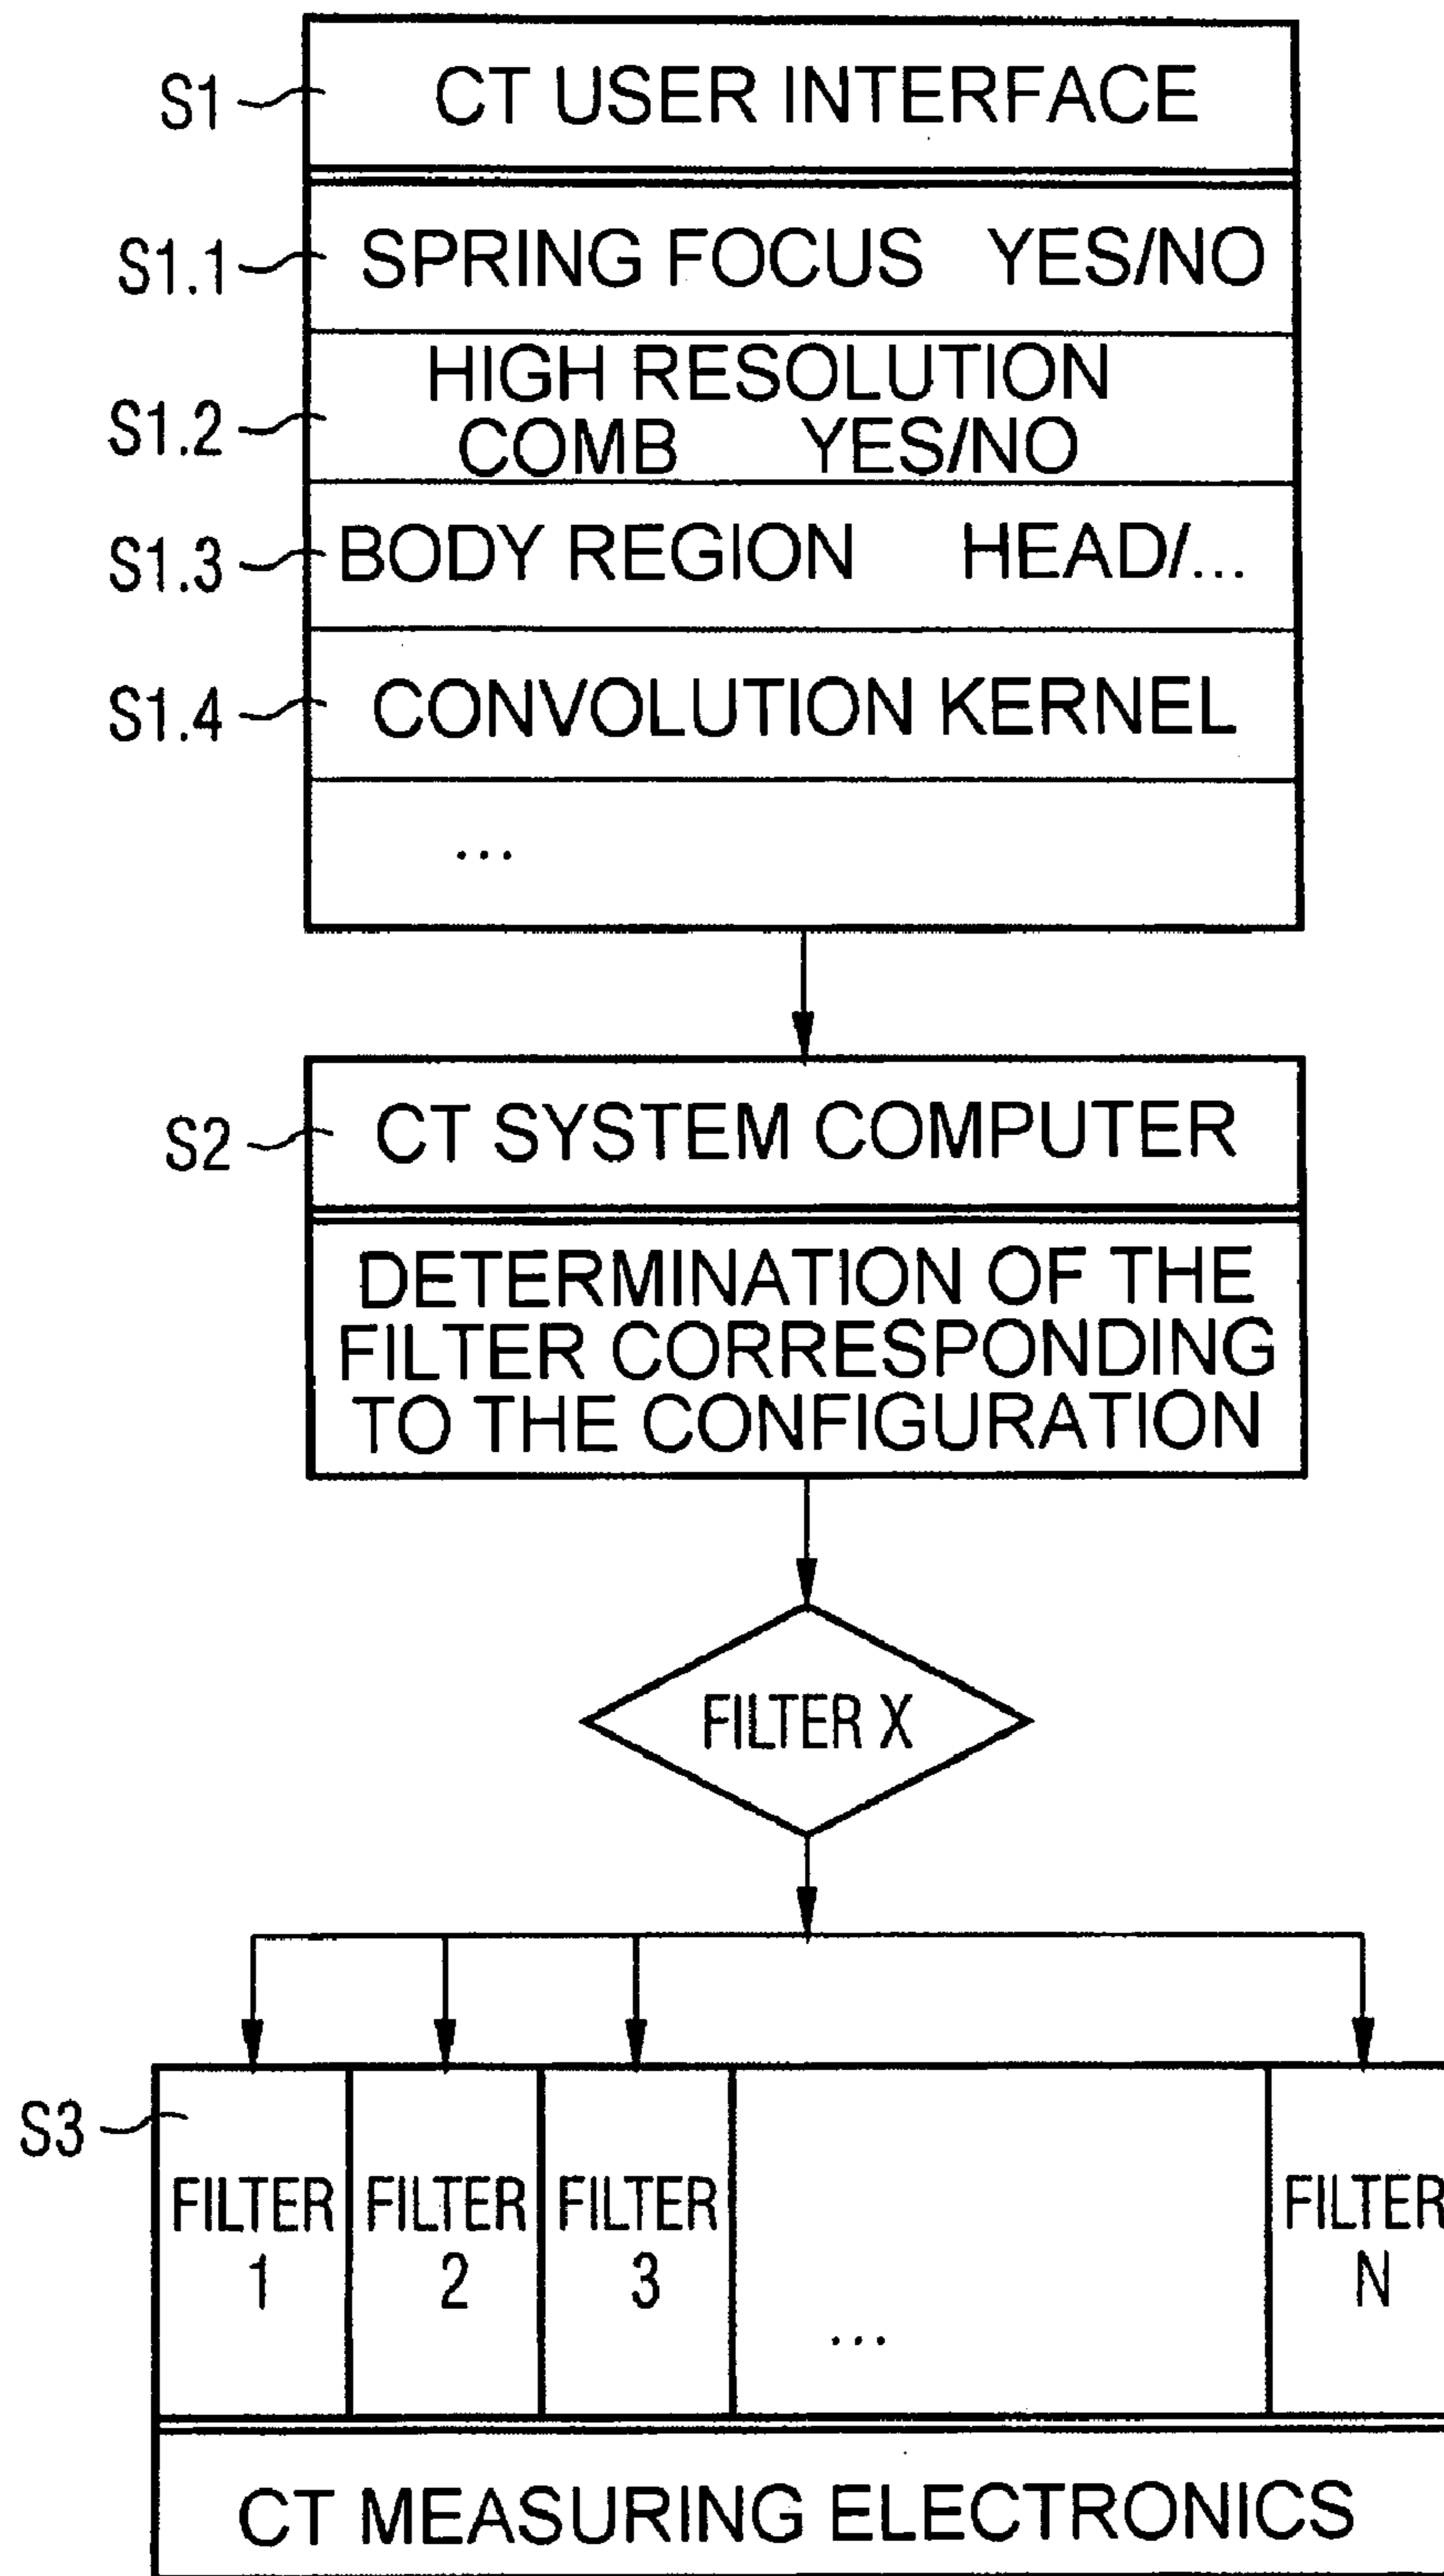 S1 CT USER INTERFACE
S1.1 SPRING FOCUS YES/NO
HIGH RESOLUTION
S1.2 COMB YES/NO
S1.3 BODY REGION HEAD/...
S1.4 CONVOLUTION KERNEL
...
S2 CT SYSTEM COMPUTER
DETERMINATION OF THE
FILTER CORRESPONDING
TO THE CONFIGURATION
FILTER X
S3
FILTER FILTER FILTER FILTER
1 2 3 ... N
CT MEASURING ELECTRONICS